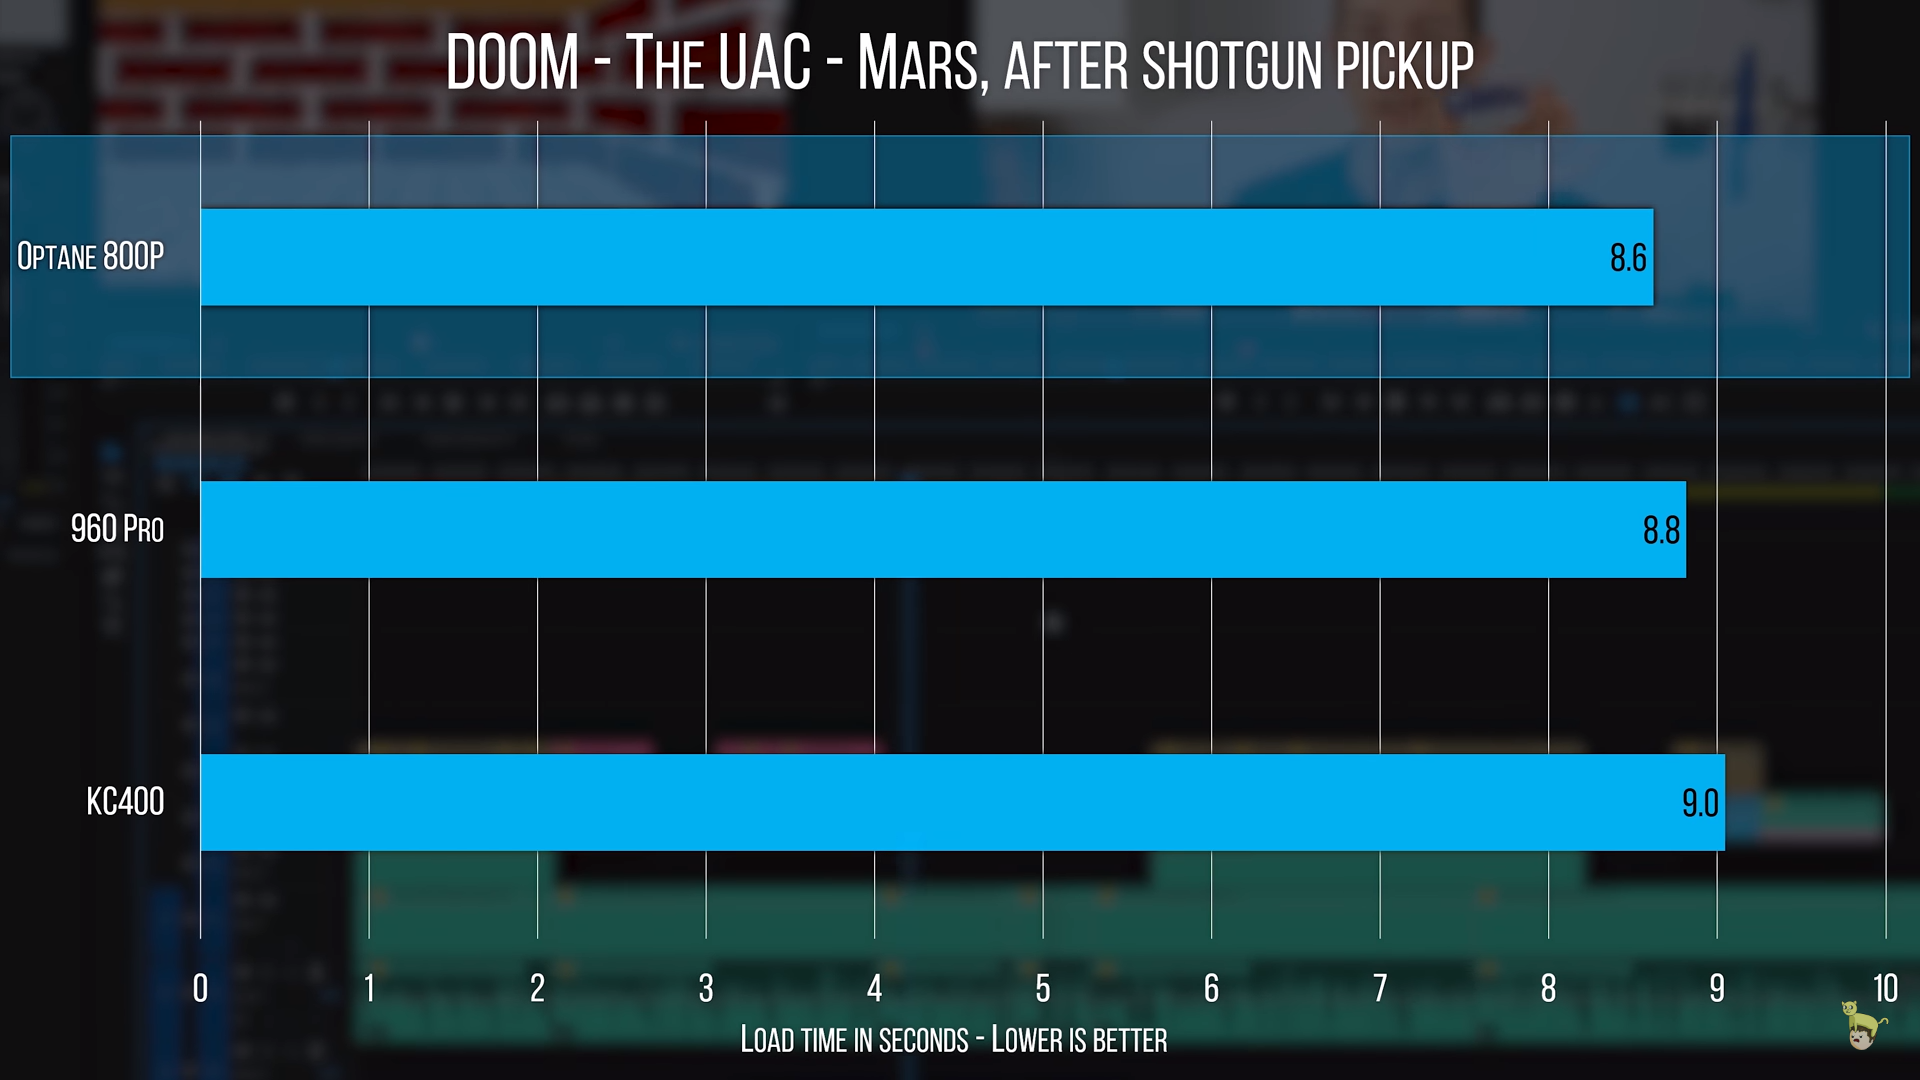 DOOM - The UAC - Mars, after shotgun pickup
Optane 800P
8.6
960 Pro
8.8
KC400
9.0
0 1 2 3 4 5 6 7 8 9 10
Load time in seconds - Lower is better